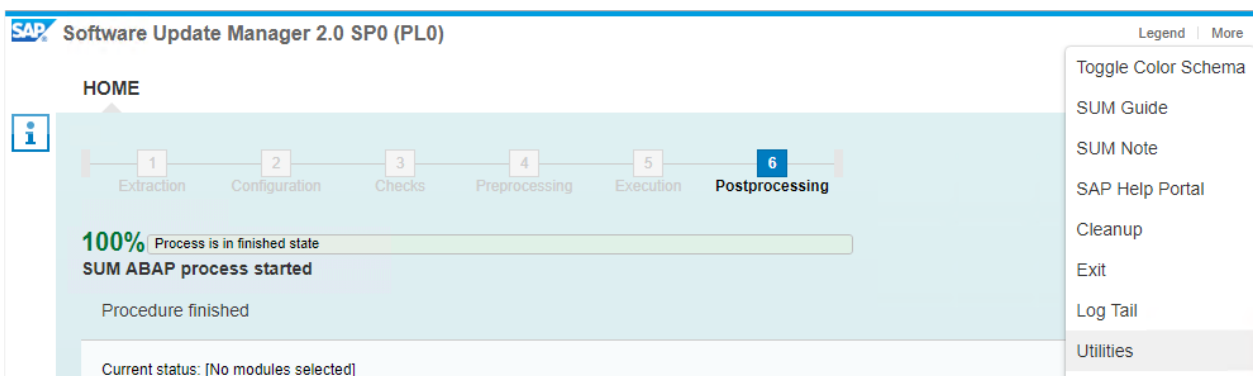 SAP Software Update Manager 2.0 SP0 (PL0)
Legend | More
HOME
i
1 2 3 4 5 6
Extraction Configuration Checks Preprocessing Execution Postprocessing
100% Process is in finished state
SUM ABAP process started
Procedure finished
Current status: [No modules selected]
Toggle Color Schema
SUM Guide
SUM Note
SAP Help Portal
Cleanup
Exit
Log Tail
Utilities